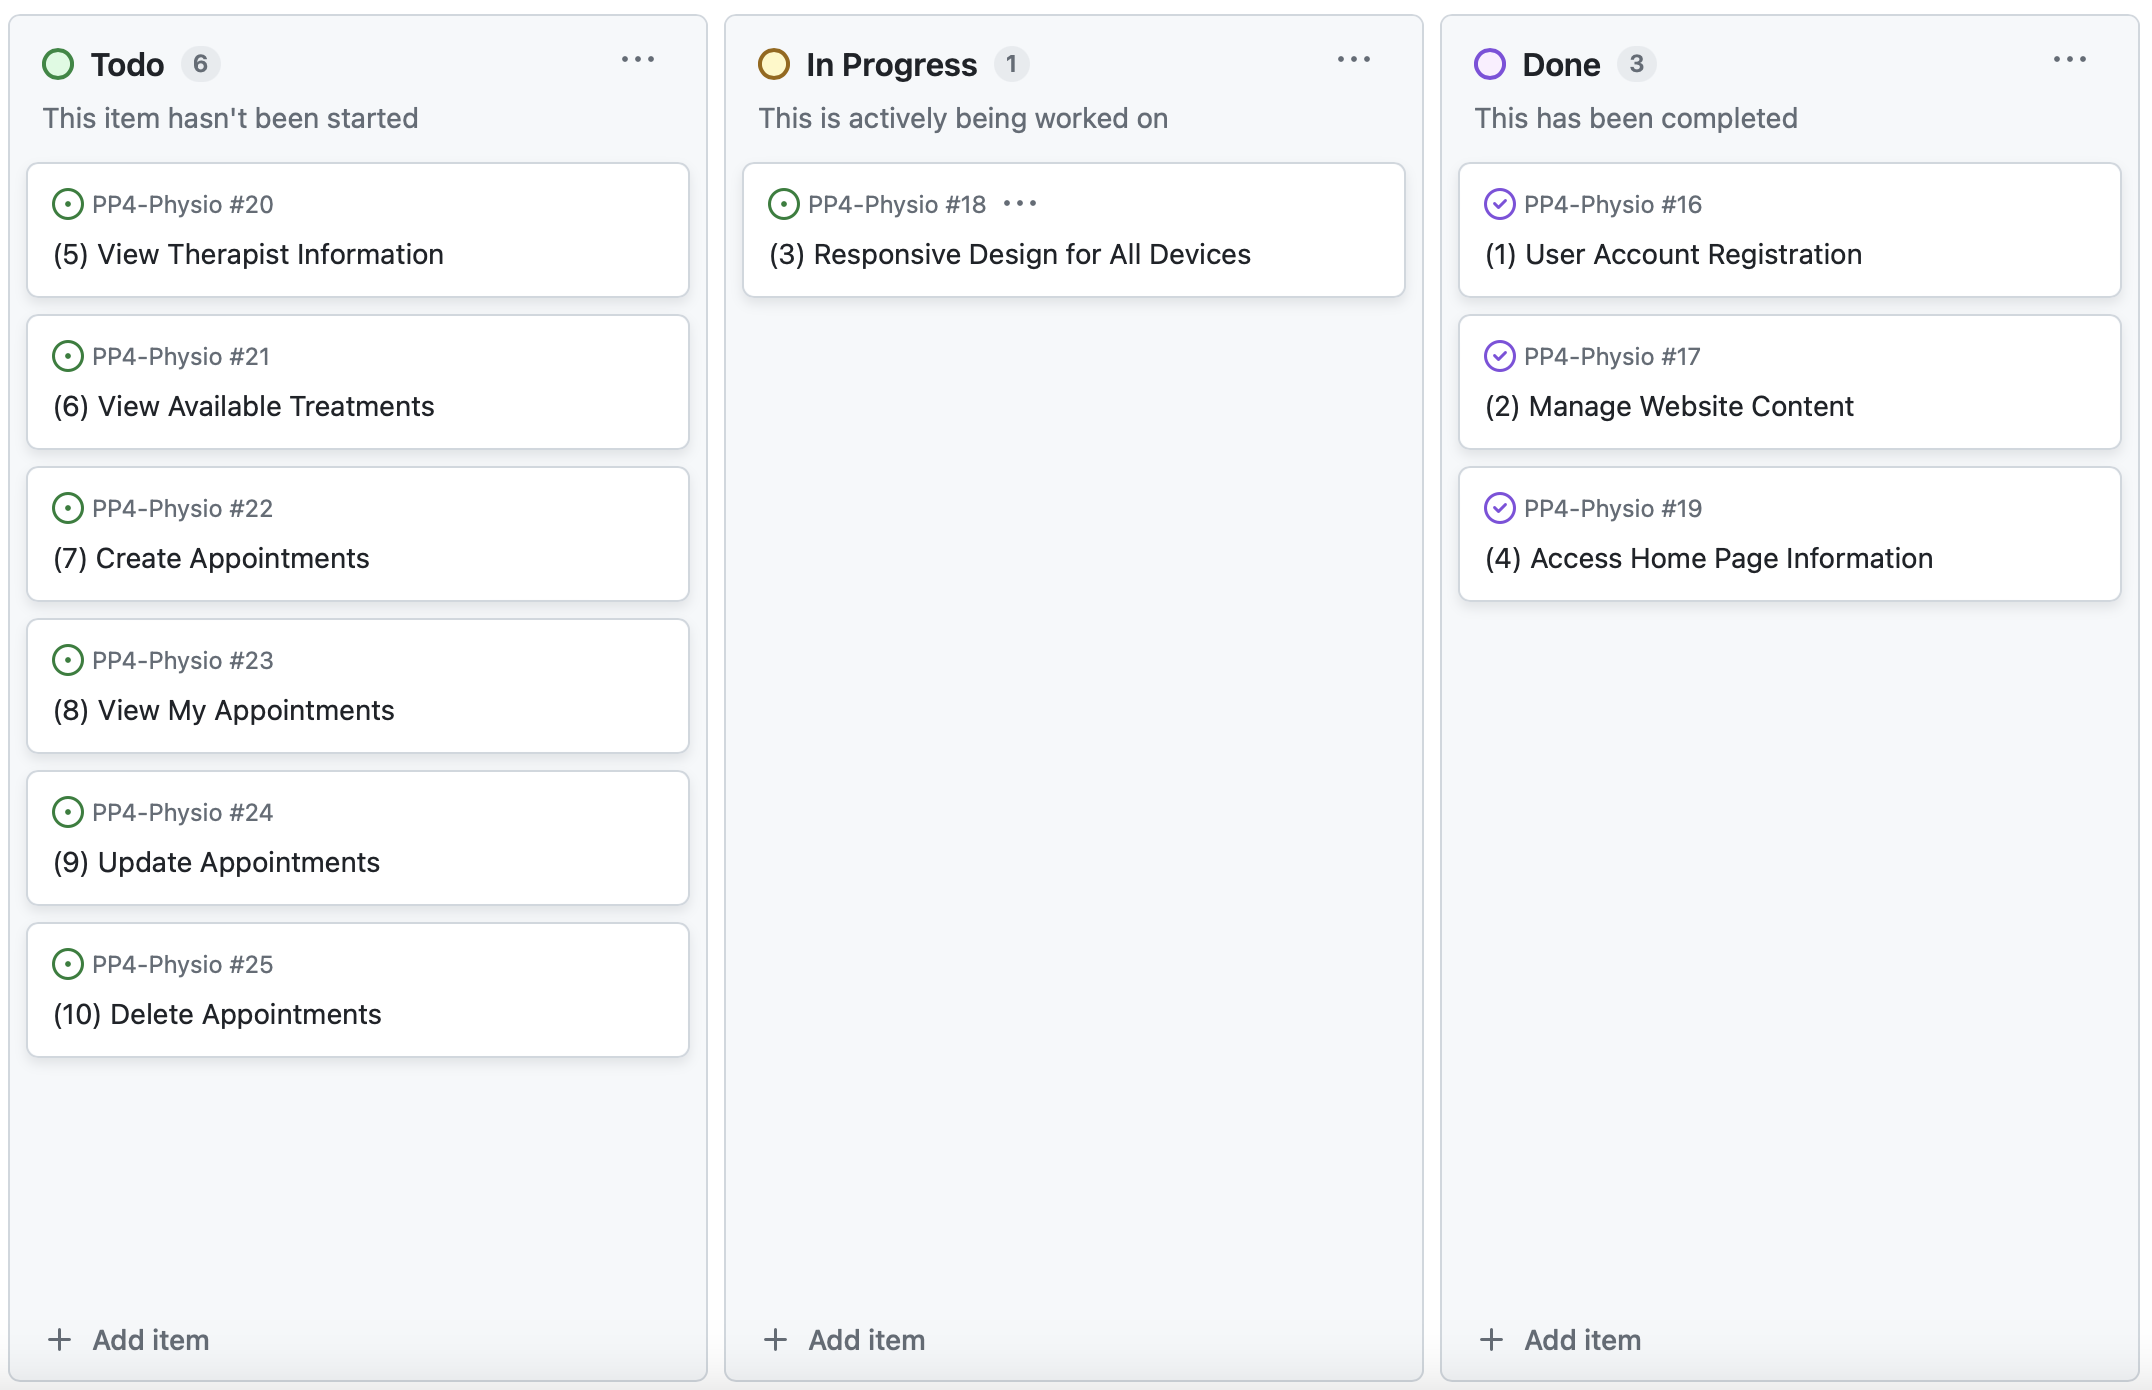 Todo 6
This item hasn't been started
PP4-Physio #20
(5) View Therapist Information
PP4-Physio #21
(6) View Available Treatments
PP4-Physio #22
(7) Create Appointments
PP4-Physio #23
(8) View My Appointments
PP4-Physio #24
(9) Update Appointments
PP4-Physio #25
(10) Delete Appointments
+ Add item
In Progress 1
This is actively being worked on
PP4-Physio #18
(3) Responsive Design for All Devices
+ Add item
Done 3
This has been completed
PP4-Physio #16
(1) User Account Registration
PP4-Physio #17
(2) Manage Website Content
PP4-Physio #19
(4) Access Home Page Information
+ Add item